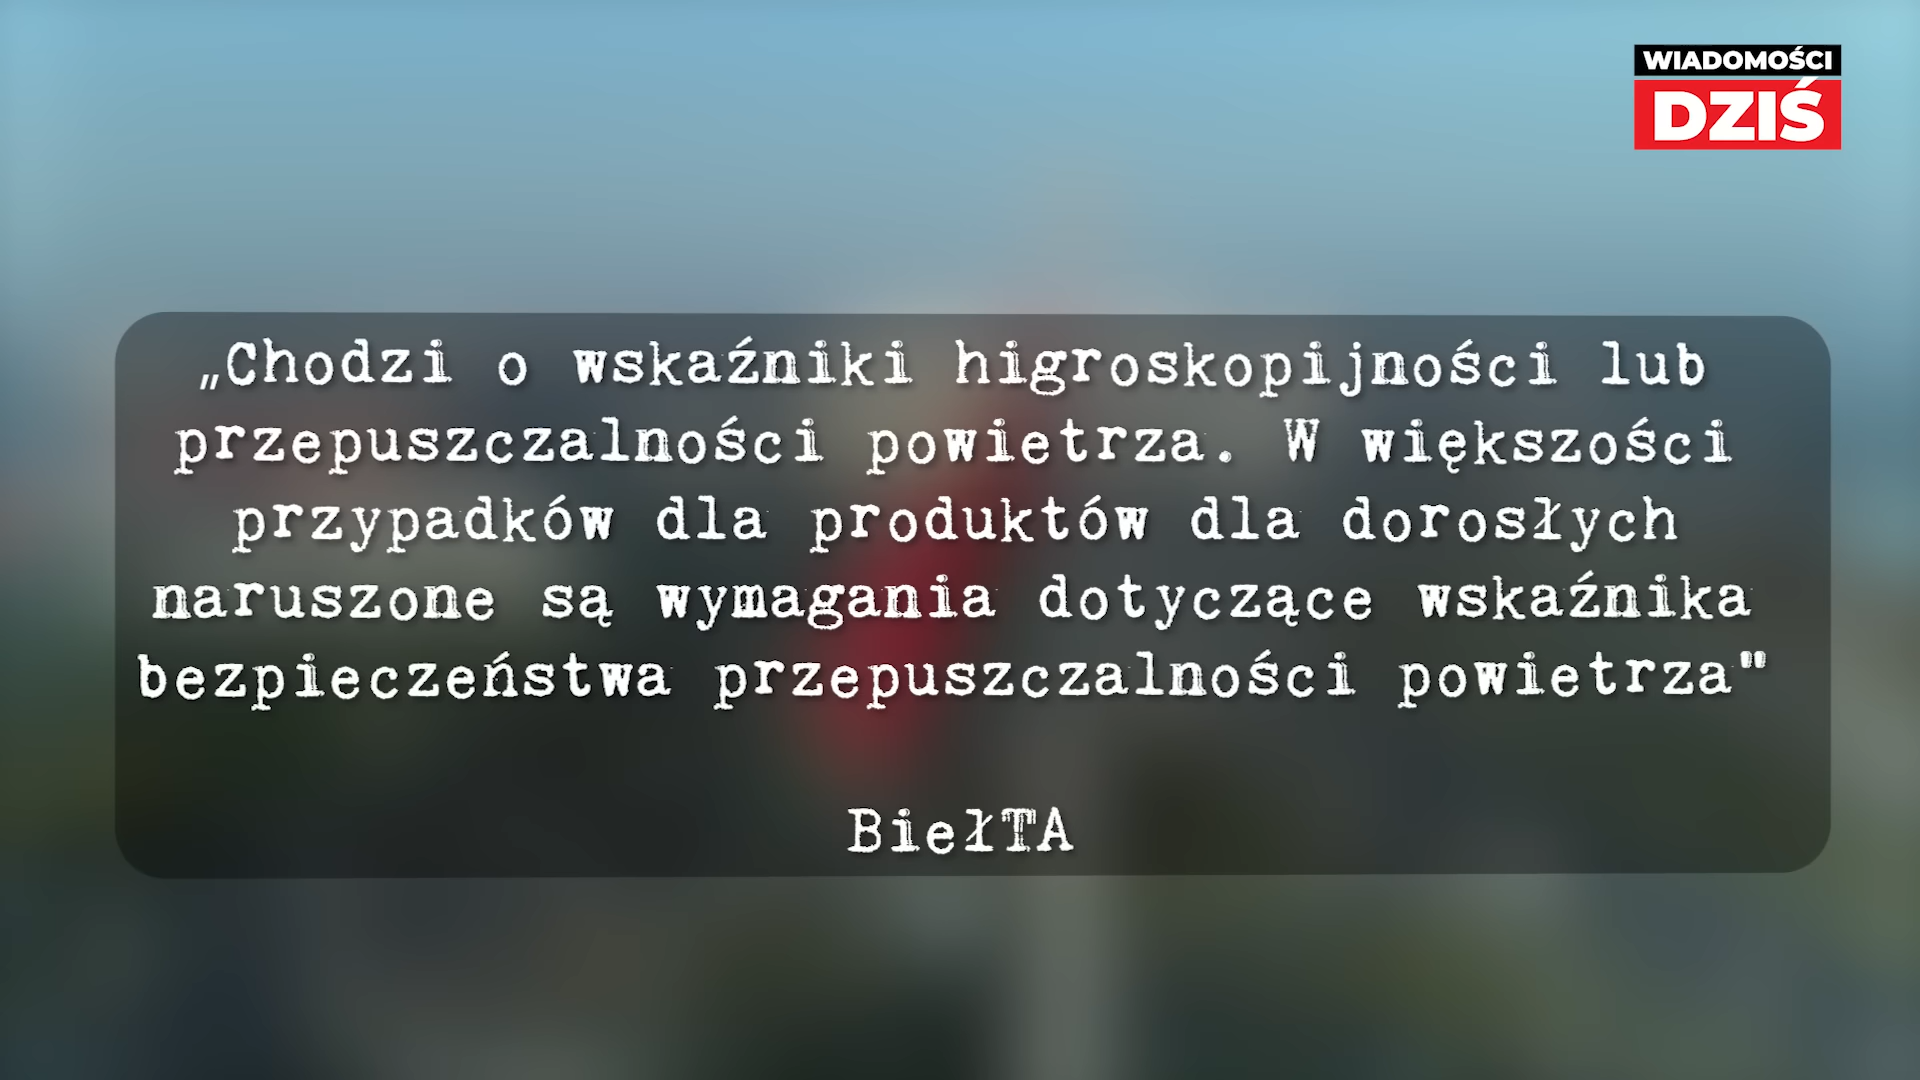 WIADOMOŚCI
DZIŚ
„Chodzi o wskaźniki higroskopijności lub
przepuszczalności powietrza. W większości
przypadków dla produktów dla dorosłych
naruszone są wymagania dotyczące wskaźnika
bezpieczeństwa przepuszczalności powietrza"
BiełTA